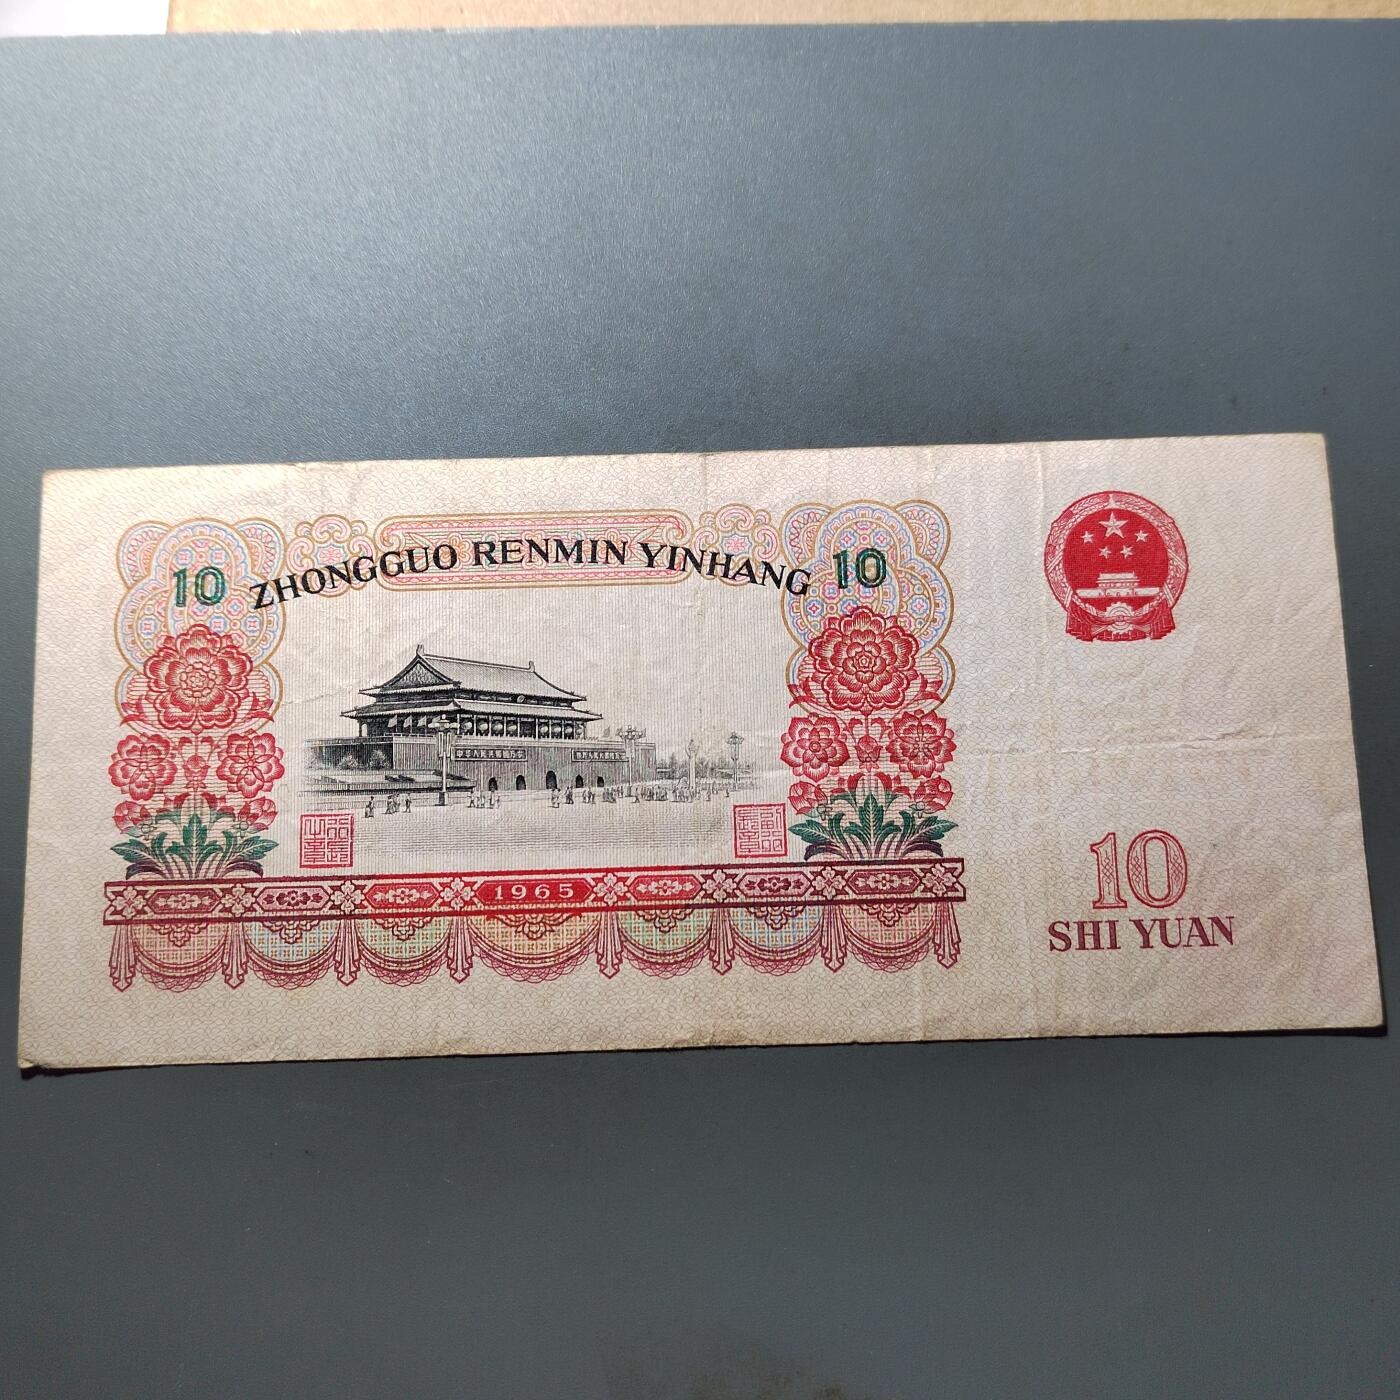 10 ZHONGGUO RENMIN YINHANG 10
1965
10
SHI YUAN